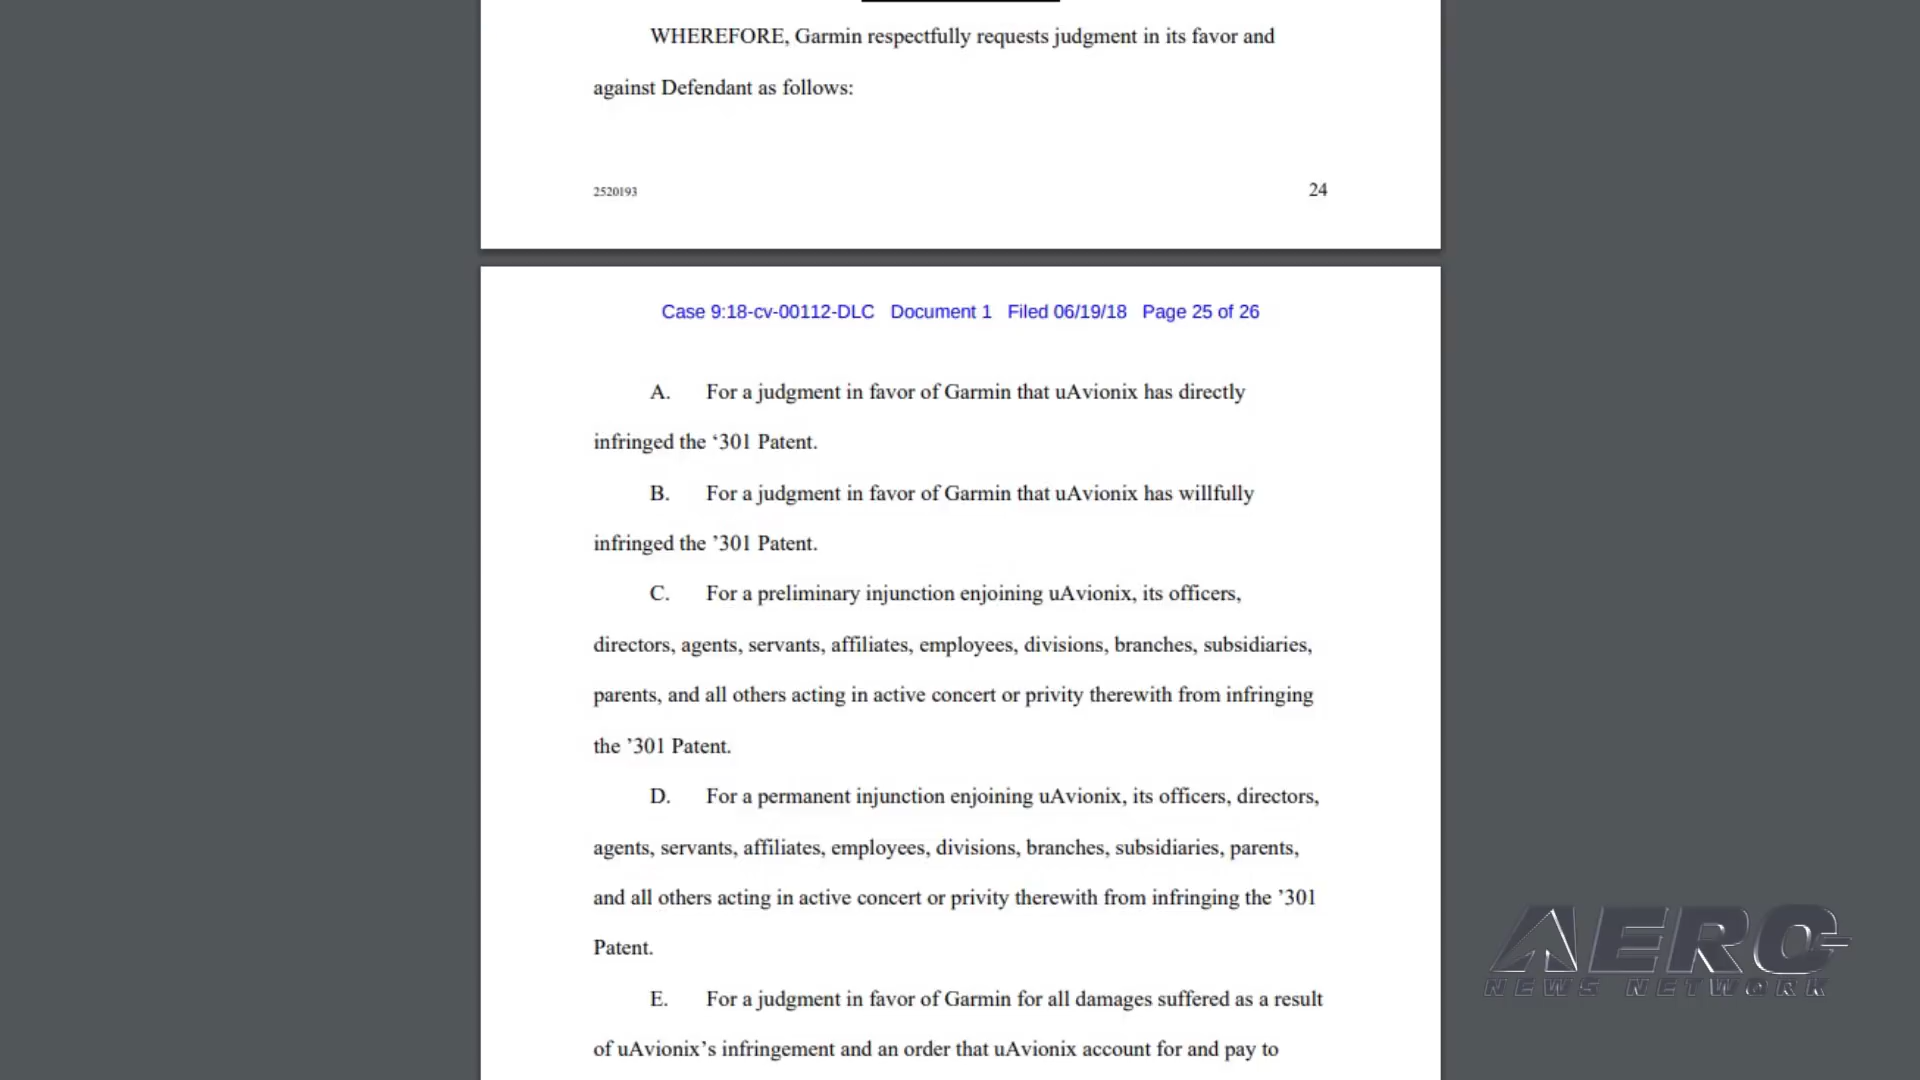 WHEREFORE, Garmin respectfully requests judgment in its favor and
against Defendant as follows:
2520193 24
Case 9:18-cv-00112-DLC Document 1 Filed 06/19/18 Page 25 of 26
A. For a judgment in favor of Garmin that uAvionix has directly
infringed the ‘301 Patent.
B. For a judgment in favor of Garmin that uAvionix has willfully
infringed the ’301 Patent.
C. For a preliminary injunction enjoining uAvionix, its officers,
directors, agents, servants, affiliates, employees, divisions, branches, subsidiaries,
parents, and all others acting in active concert or privity therewith from infringing
the ’301 Patent.
D. For a permanent injunction enjoining uAvionix, its officers, directors,
agents, servants, affiliates, employees, divisions, branches, subsidiaries, parents,
and all others acting in active concert or privity therewith from infringing the ’301
Patent.
E. For a judgment in favor of Garmin for all damages suffered as a result
of uAvionix’s infringement and an order that uAvionix account for and pay to
AERO
NEWS NETWORK